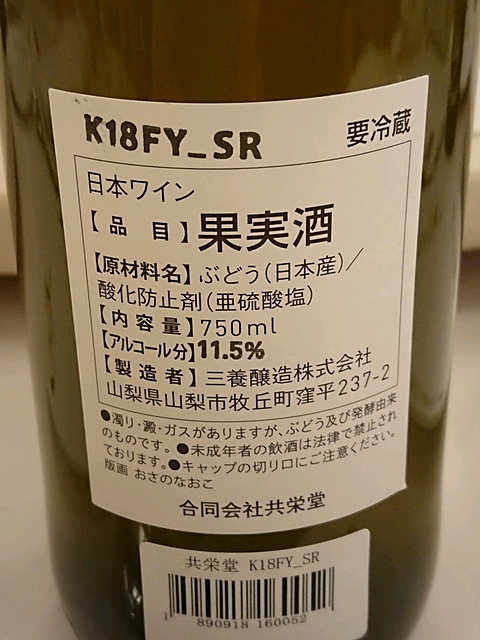 K18FY_SR 要冷蔵
日本ワイン
【品 目】果実酒
【原材料名】ぶどう(日本産)/
酸化防止剤(亜硫酸塩)
【内容量】750ml
【アルコール分】11.5%
【製造者】三養醸造株式会社
山梨県山梨市牧丘町窪平237-2
●濁り・澱・ガスがありますが、ぶどう及び発酵由来
のものです。●未成年者の飲酒は法律で禁止され
ております。●キャップの切り口にご注意ください。
版画 おさのなおこ
合同会社共栄堂
共栄堂 K18FY_SR
1 890918 160052